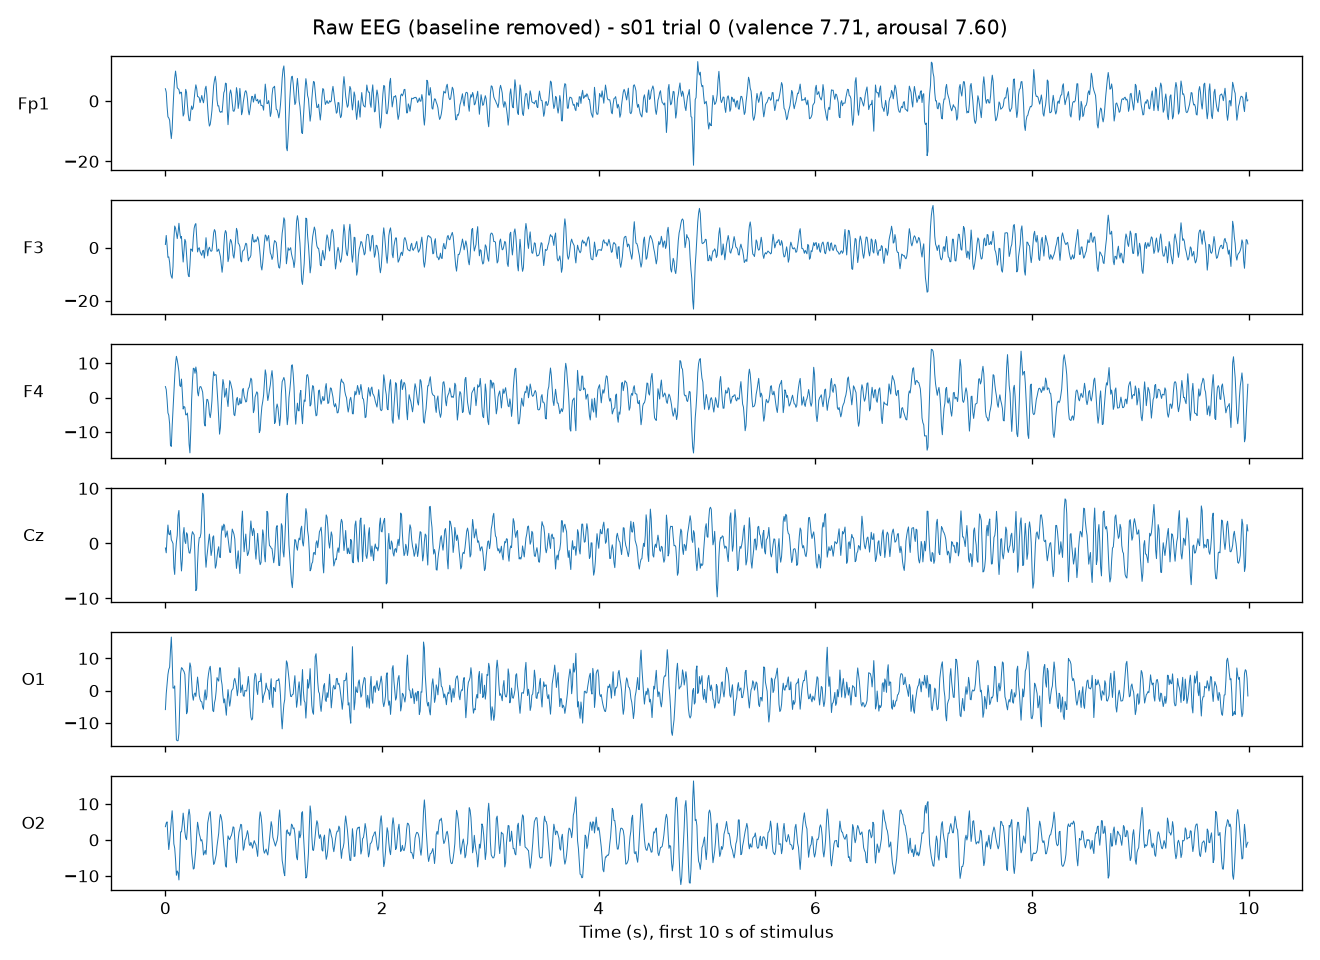 Raw EEG (baseline removed) - s01 trial 0 (valence 7.71, arousal 7.60)
Fp1
0
−20
F3
0
−20
F4
10
0
−10
Cz
10
0
−10
O1
10
0
−10
O2
10
0
−10
0 2 4 6 8 10
Time (s), first 10 s of stimulus